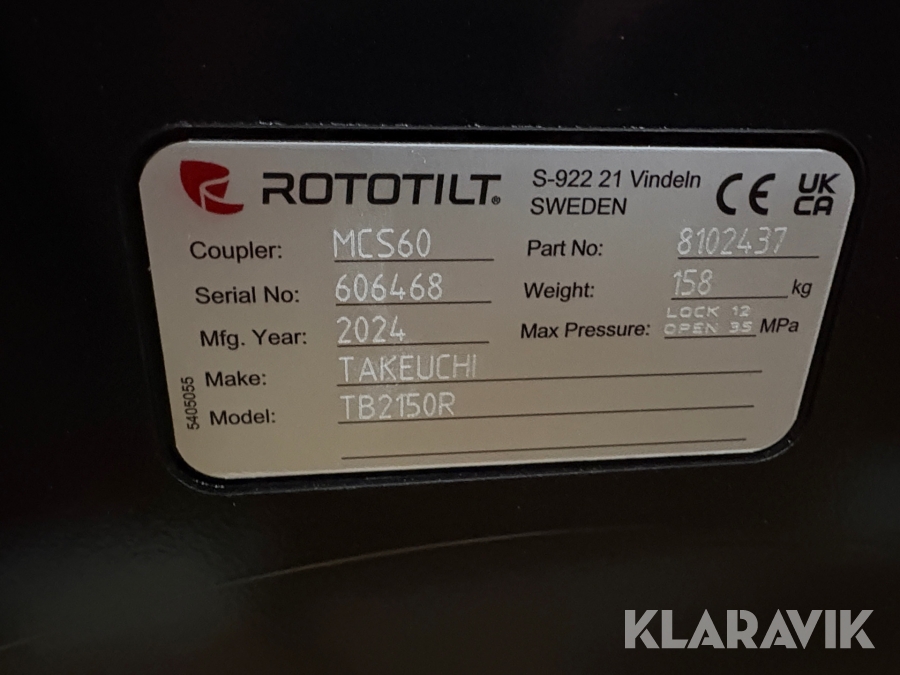 ROTOTILT® S-922 21 Vindeln
SWEDEN
CE UK CA
Coupler: MCS60 Part No: 8102437
Serial No: 606468 Weight: 158 kg
Mfg. Year: 2024 Max Pressure: LOCK 12 OPEN 35 MPa
Make: TAKEUCHI
Model: TB2150R
5405055
KLARAVIK